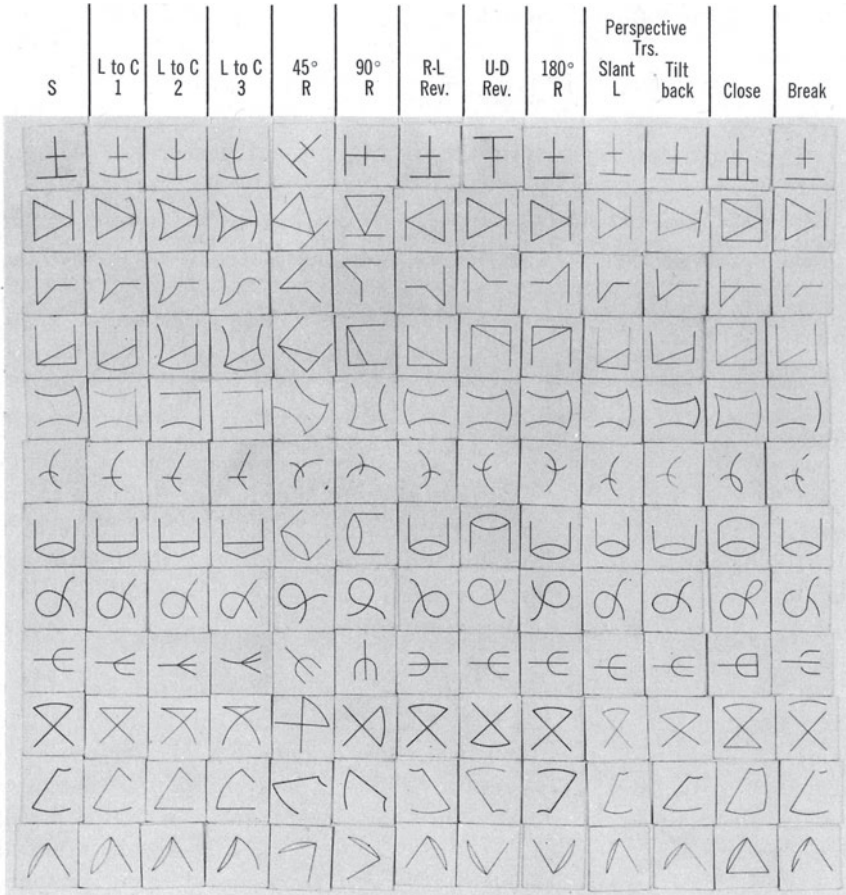 Perspective
Trs.
S
L to C
1
L to C
2
L to C
3
45°
R
90°
R
R-L
Rev.
U-D
Rev.
180°
R
Slant
L
Tilt
back
Close
Break